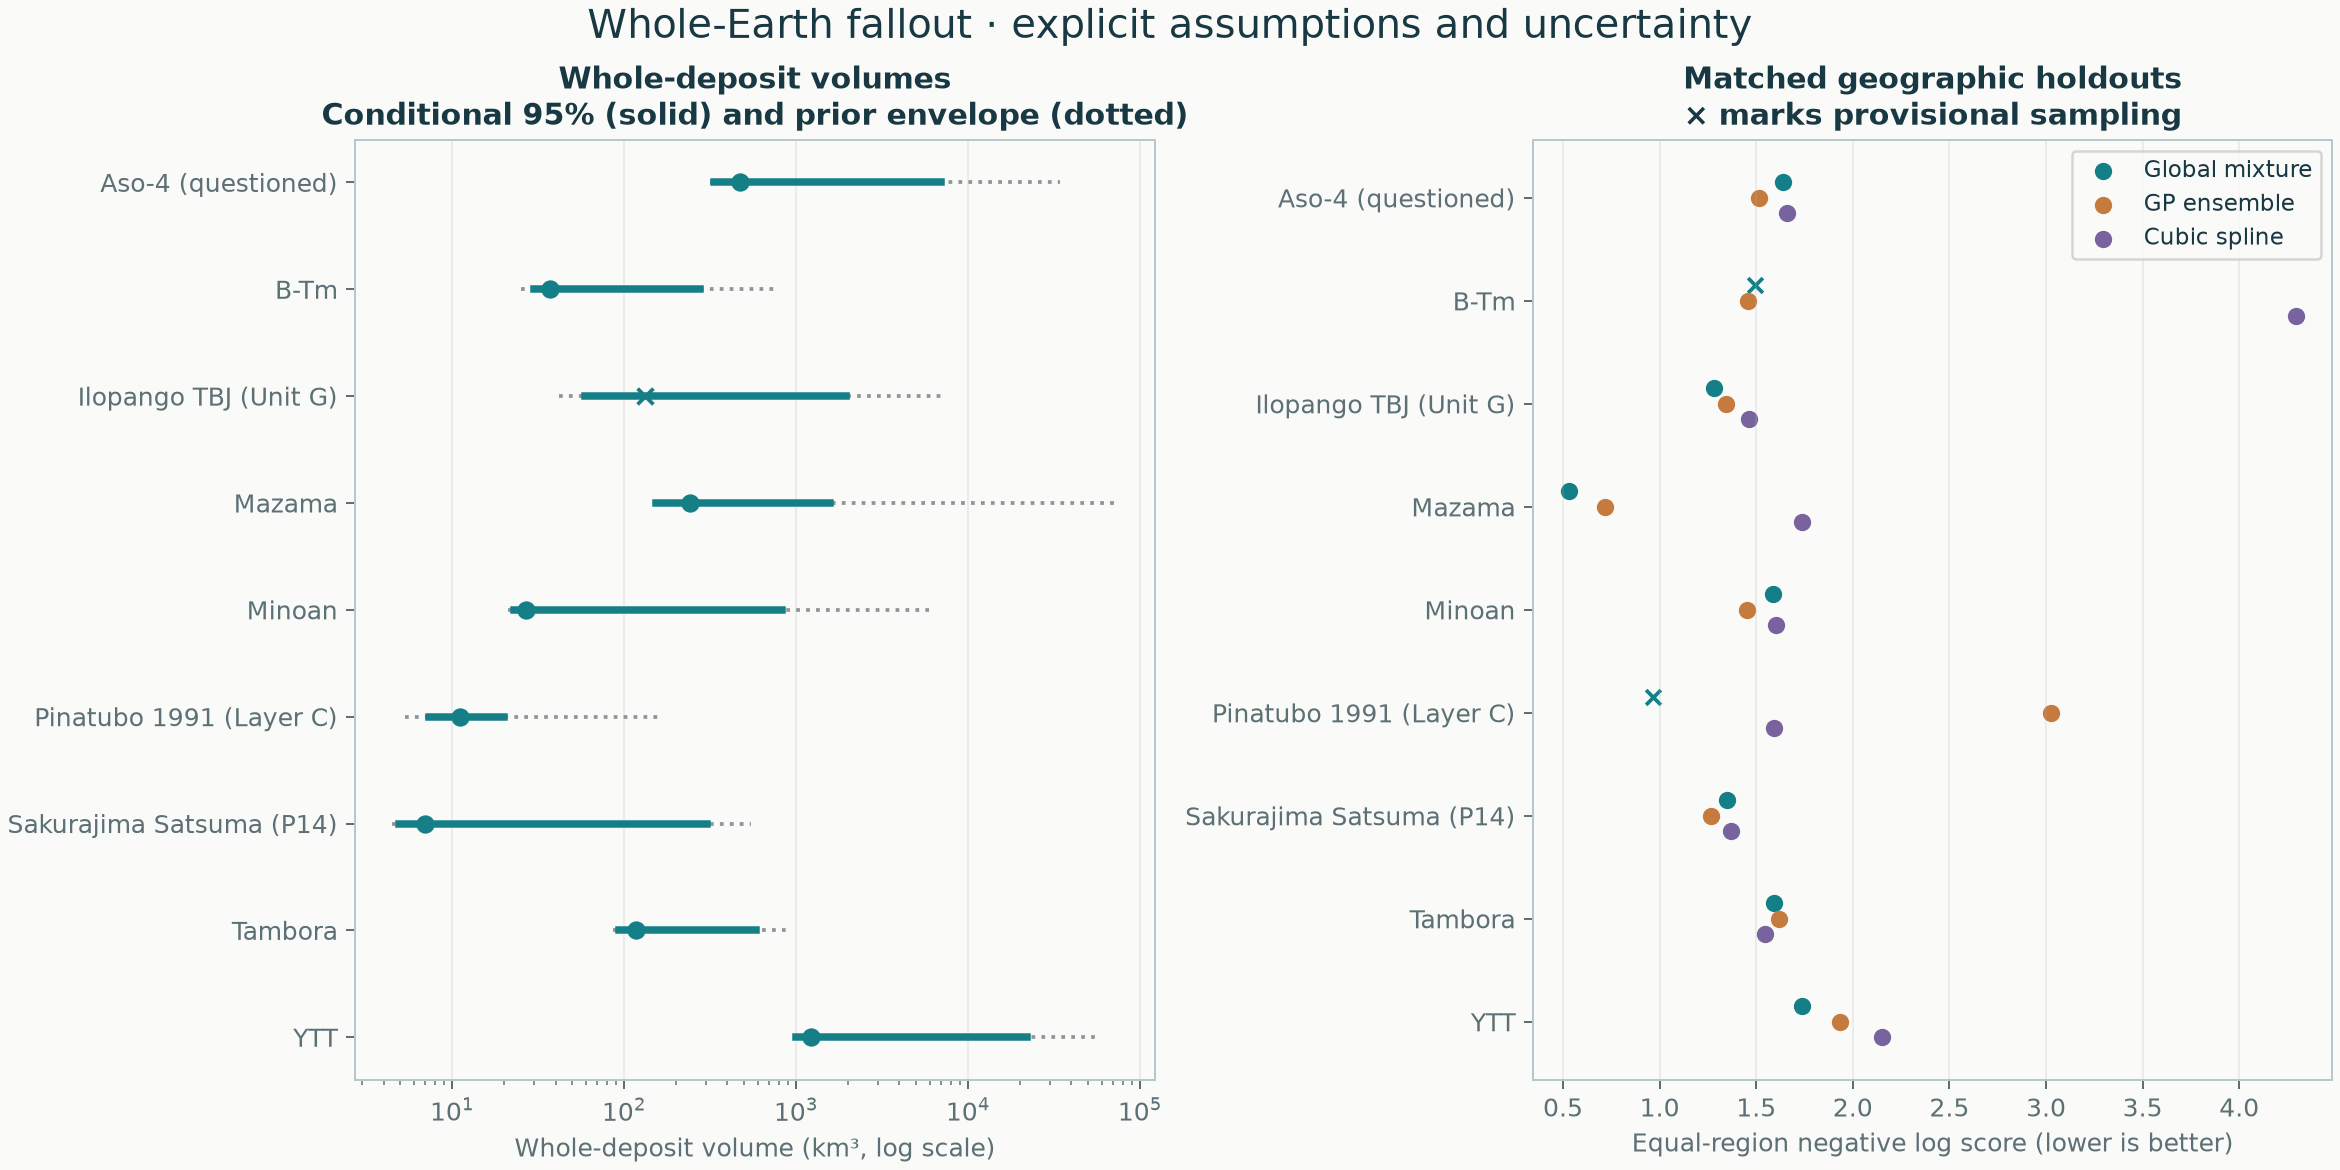 Whole-Earth fallout · explicit assumptions and uncertainty
Whole-deposit volumes
Conditional 95% (solid) and prior envelope (dotted)
Aso-4 (questioned)
B-Tm
Ilopango TBJ (Unit G)
Mazama
Minoan
Pinatubo 1991 (Layer C)
Sakurajima Satsuma (P14)
Tambora
YTT
10¹ 10² 10³ 10⁴ 10⁵
Whole-deposit volume (km³, log scale)
Matched geographic holdouts
× marks provisional sampling
Global mixture
GP ensemble
Cubic spline
Aso-4 (questioned)
B-Tm
Ilopango TBJ (Unit G)
Mazama
Minoan
Pinatubo 1991 (Layer C)
Sakurajima Satsuma (P14)
Tambora
YTT
0.5 1.0 1.5 2.0 2.5 3.0 3.5 4.0
Equal-region negative log score (lower is better)